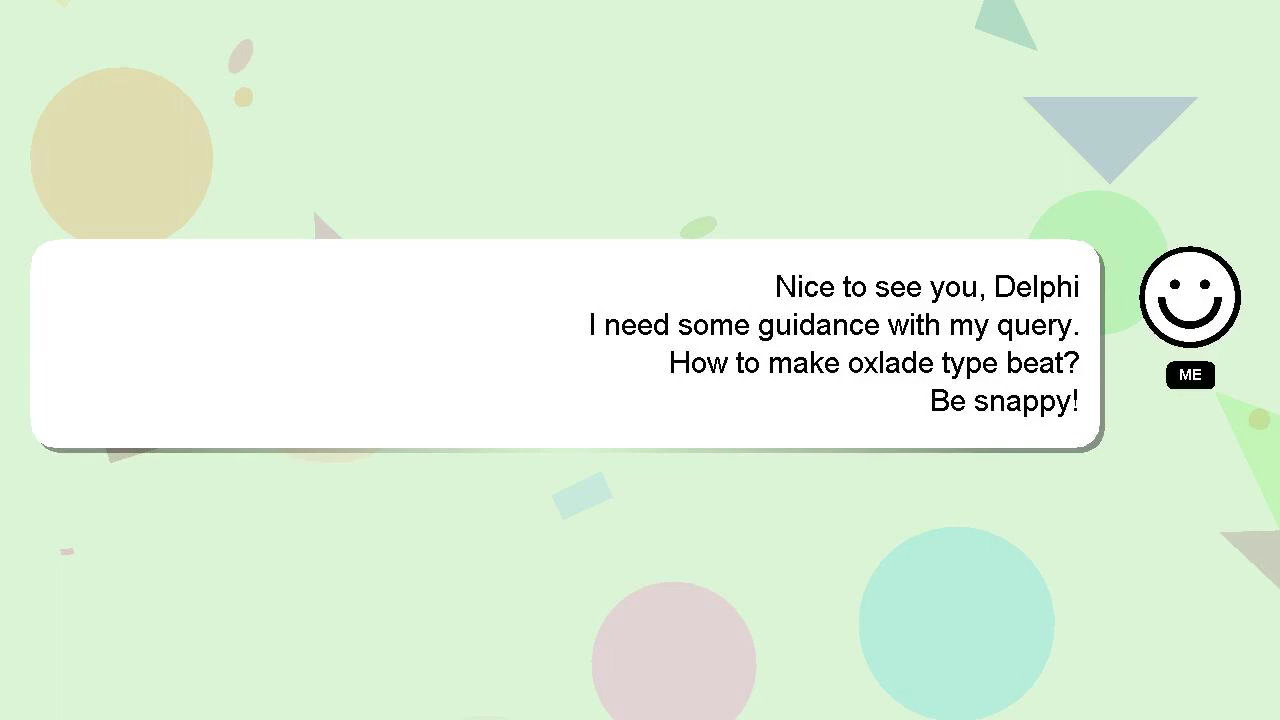 Nice to see you, Delphi
I need some guidance with my query.
How to make oxlade type beat?
Be snappy!
ME